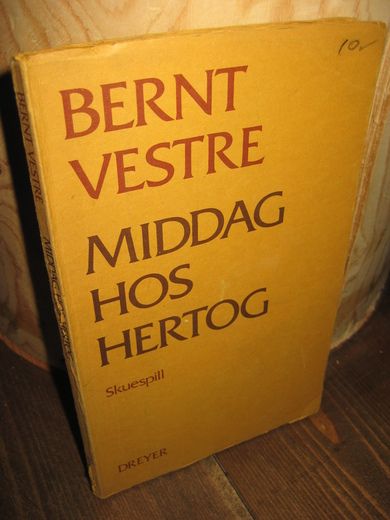 BERNT
VESTRE
MIDDAG
HOS
HERTOG
Skuespill
DREYER
10,-
BERNT VESTRE
MIDDAG HOS HERTOG